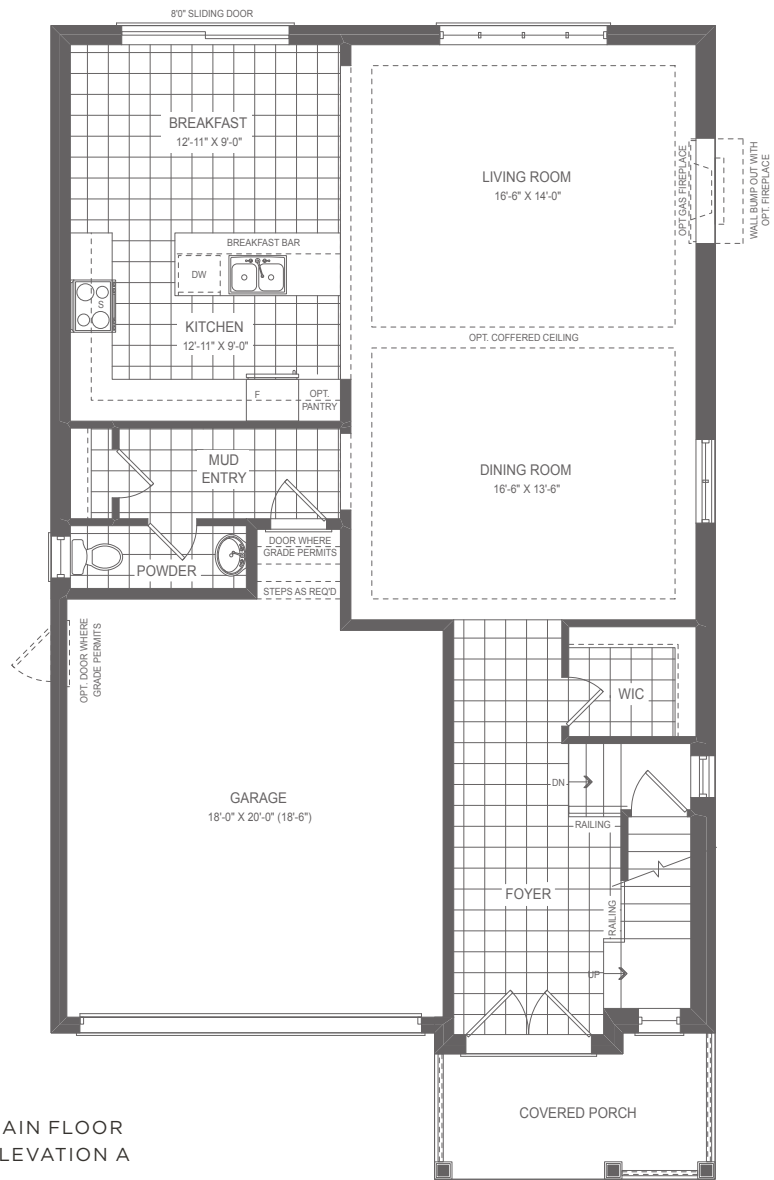 8'0" SLIDING DOOR
BREAKFAST
12'-11" X 9'-0"
LIVING ROOM
16'-6" X 14'-0"
OPT GAS FIREPLACE
WALL BUMP OUT WITH
OPT. FIREPLACE
BREAKFAST BAR
DW
S
KITCHEN
12'-11" X 9'-0"
OPT. COFFERED CEILING
F
OPT.
PANTRY
MUD
ENTRY
DINING ROOM
16'-6" X 13'-6"
DOOR WHERE
GRADE PERMITS
POWDER
STEPS AS REQ'D
OPT. DOOR WHERE
GRADE PERMITS
WIC
GARAGE
18'-0" X 20'-0" (18'-6")
DN
RAILING
FOYER
RAILING
UP
COVERED PORCH
AIN FLOOR
LEVATION A